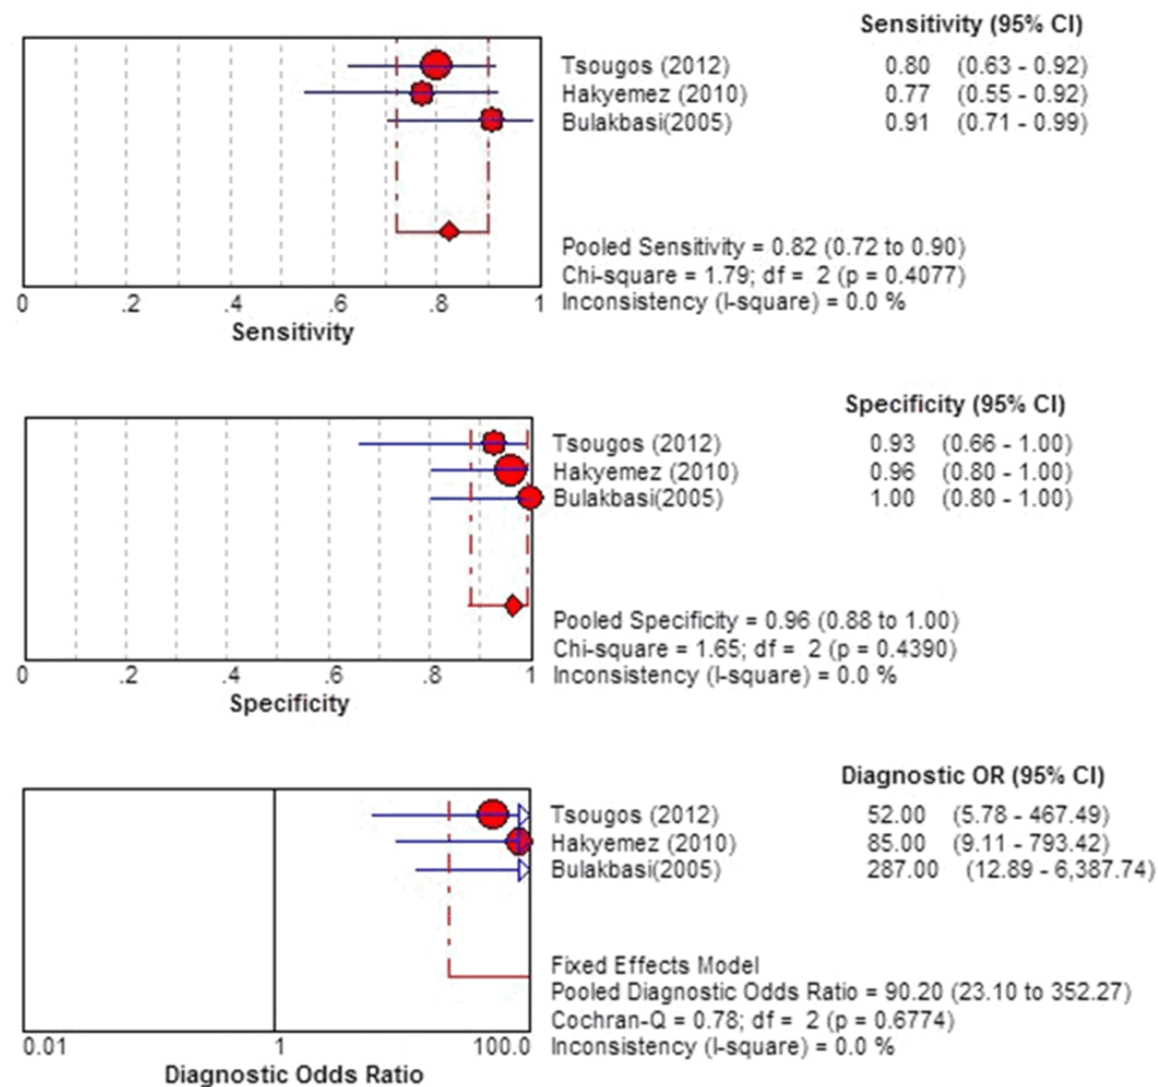 Sensitivity (95% CI)
Tsougos (2012) 0.80 (0.63 - 0.92)
Hakyemez (2010) 0.77 (0.55 - 0.92)
Bulakbasi(2005) 0.91 (0.71 - 0.99)
Pooled Sensitivity = 0.82 (0.72 to 0.90)
Chi-square = 1.79; df = 2 (p = 0.4077)
Inconsistency (I-square) = 0.0 %
0 .2 .4 .6 .8 1
Sensitivity
Specificity (95% CI)
Tsougos (2012) 0.93 (0.66 - 1.00)
Hakyemez (2010) 0.96 (0.80 - 1.00)
Bulakbasi(2005) 1.00 (0.80 - 1.00)
Pooled Specificity = 0.96 (0.88 to 1.00)
Chi-square = 1.65; df = 2 (p = 0.4390)
Inconsistency (I-square) = 0.0 %
0 .2 .4 .6 .8 1
Specificity
Diagnostic OR (95% CI)
Tsougos (2012) 52.00 (5.78 - 467.49)
Hakyemez (2010) 85.00 (9.11 - 793.42)
Bulakbasi(2005) 287.00 (12.89 - 6,387.74)
Fixed Effects Model
Pooled Diagnostic Odds Ratio = 90.20 (23.10 to 352.27)
Cochran-Q = 0.78; df = 2 (p = 0.6774)
Inconsistency (I-square) = 0.0 %
0.01 1 100.0
Diagnostic Odds Ratio